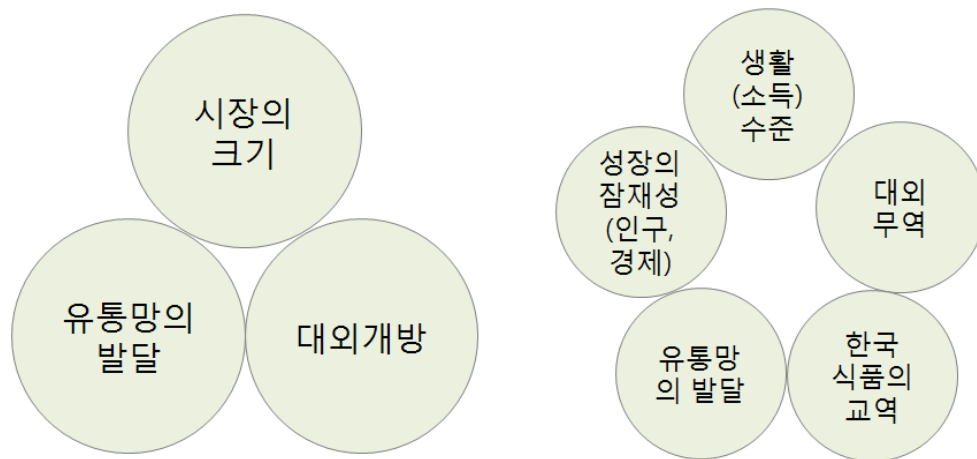 시장의
크기
유통망의
발달
대외개방
생활
(소득)
수준
성장의
잠재성
(인구,
경제)
대외
무역
유통망
의 발달
한국
식품의
교역